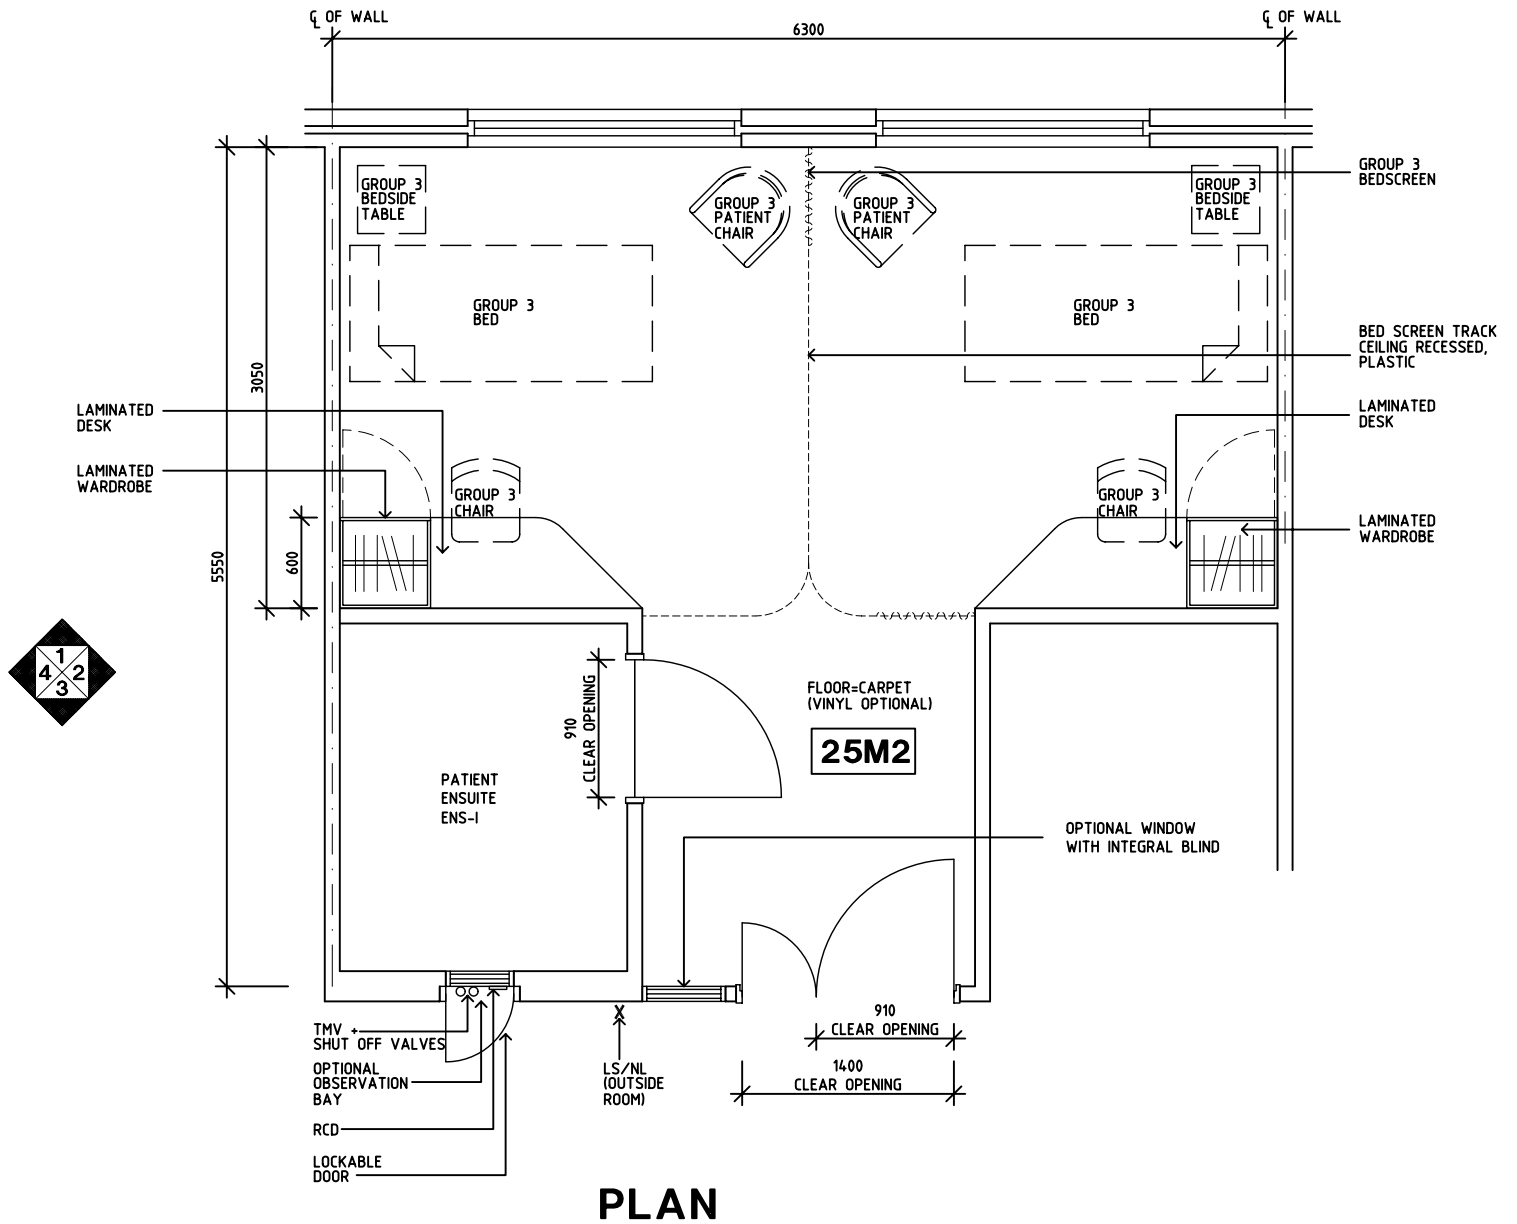 ℄ OF WALL
℄ OF WALL
6300
GROUP 3
BEDSCREEN
GROUP 3
BEDSIDE
TABLE
GROUP 3
PATIENT
CHAIR
GROUP 3
PATIENT
CHAIR
GROUP 3
BEDSIDE
TABLE
GROUP 3
BED
GROUP 3
BED
BED SCREEN TRACK
CEILING RECESSED,
PLASTIC
3050
LAMINATED
DESK
LAMINATED
DESK
LAMINATED
WARDROBE
GROUP 3
CHAIR
GROUP 3
CHAIR
LAMINATED
WARDROBE
5550
600
1
4 2
3
910
CLEAR OPENING
FLOOR=CARPET
(VINYL OPTIONAL)
25M2
PATIENT
ENSUITE
ENS-I
OPTIONAL WINDOW
WITH INTEGRAL BLIND
TMV +
SHUT OFF VALVES
OPTIONAL
OBSERVATION
BAY
RCD
LOCKABLE
DOOR
X
LS/NL
(OUTSIDE
ROOM)
910
CLEAR OPENING
1400
CLEAR OPENING
PLAN